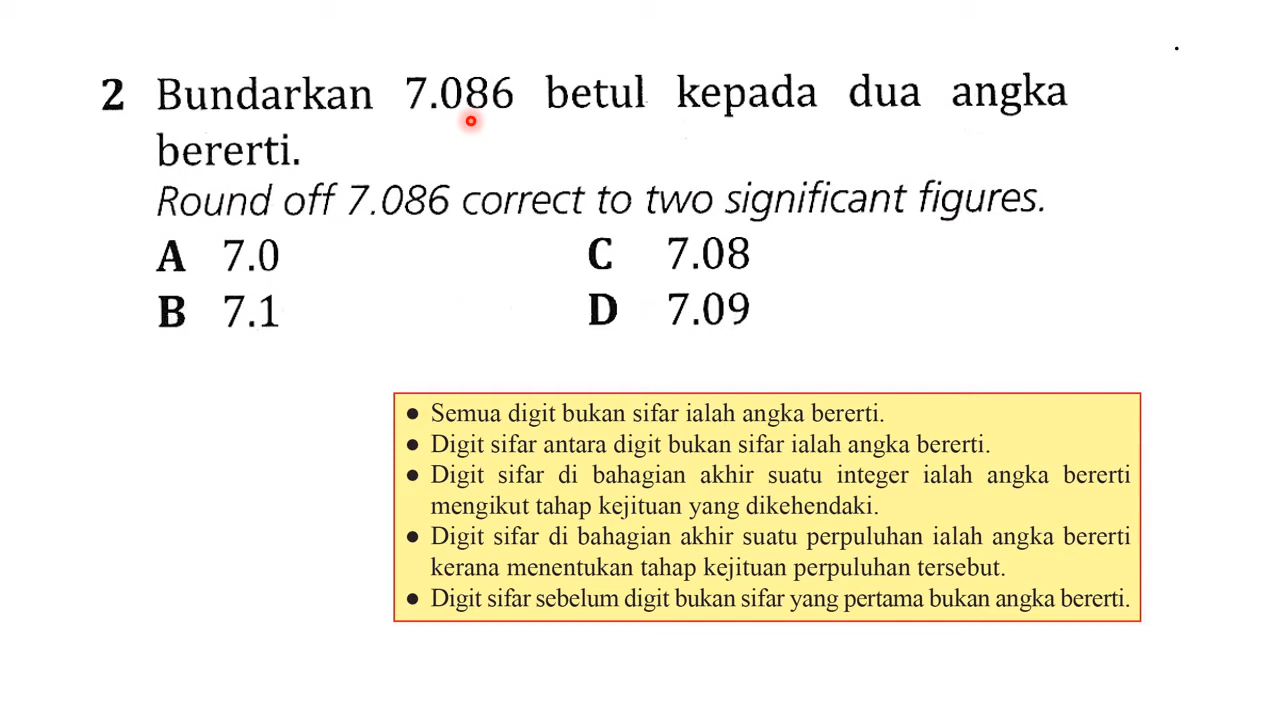 2 Bundarkan 7.086 betul kepada dua angka
bererti.
Round off 7.086 correct to two significant figures.
A 7.0 C 7.08
B 7.1 D 7.09
● Semua digit bukan sifar ialah angka bererti.
● Digit sifar antara digit bukan sifar ialah angka bererti.
● Digit sifar di bahagian akhir suatu integer ialah angka bererti
mengikut tahap kejituan yang dikehendaki.
● Digit sifar di bahagian akhir suatu perpuluhan ialah angka bererti
kerana menentukan tahap kejituan perpuluhan tersebut.
● Digit sifar sebelum digit bukan sifar yang pertama bukan angka bererti.